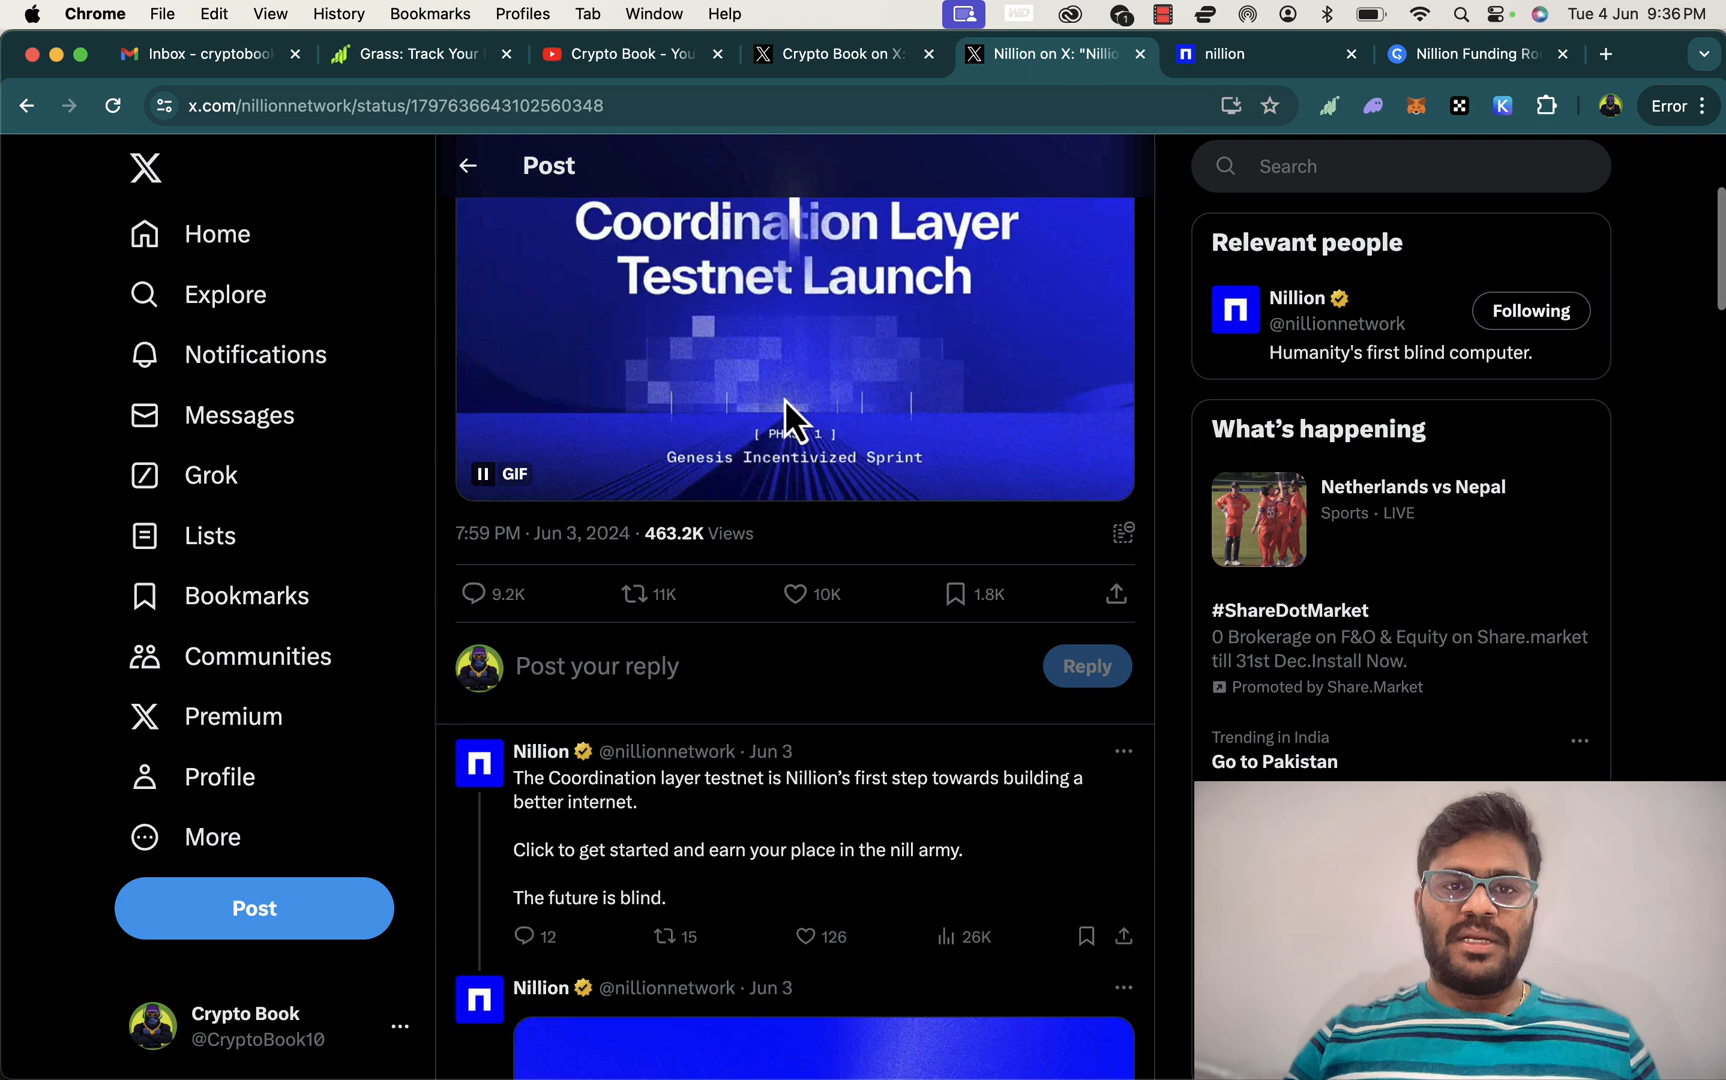 Chrome File Edit View History Bookmarks Profiles Tab Window Help Tue 4 Jun 9:36 PM
Inbox - cryptobook Grass: Track Your Crypto Book - You Crypto Book on X: Nillion on X: "Nillio nillion Nillion Funding Ro
x.com/nillionnetwork/status/1797636643102560348 Error
Home
Explore
Notifications
Messages
Grok
Lists
Bookmarks
Communities
Premium
Profile
More
Post
Crypto Book
@CryptoBook10
Post
Coordination Layer
Testnet Launch
1 ]
Genesis Incentivized Sprint
GIF
7:59 PM · Jun 3, 2024 · 463.2K Views
9.2K 11K 10K 1.8K
Post your reply Reply
Nillion @nillionnetwork · Jun 3
The Coordination layer testnet is Nillion's first step towards building a
better internet.
Click to get started and earn your place in the nill army.
The future is blind.
12 15 126 26K
Nillion @nillionnetwork · Jun 3
Search
Relevant people
Nillion
@nillionnetwork
Following
Humanity's first blind computer.
What's happening
Netherlands vs Nepal
Sports · LIVE
#ShareDotMarket
0 Brokerage on F&O & Equity on Share.market
till 31st Dec.Install Now.
Promoted by Share.Market
Trending in India
Go to Pakistan